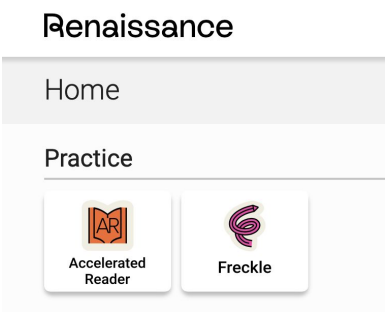 Renaissance
Home
Practice
AR
Accelerated
Reader
Freckle